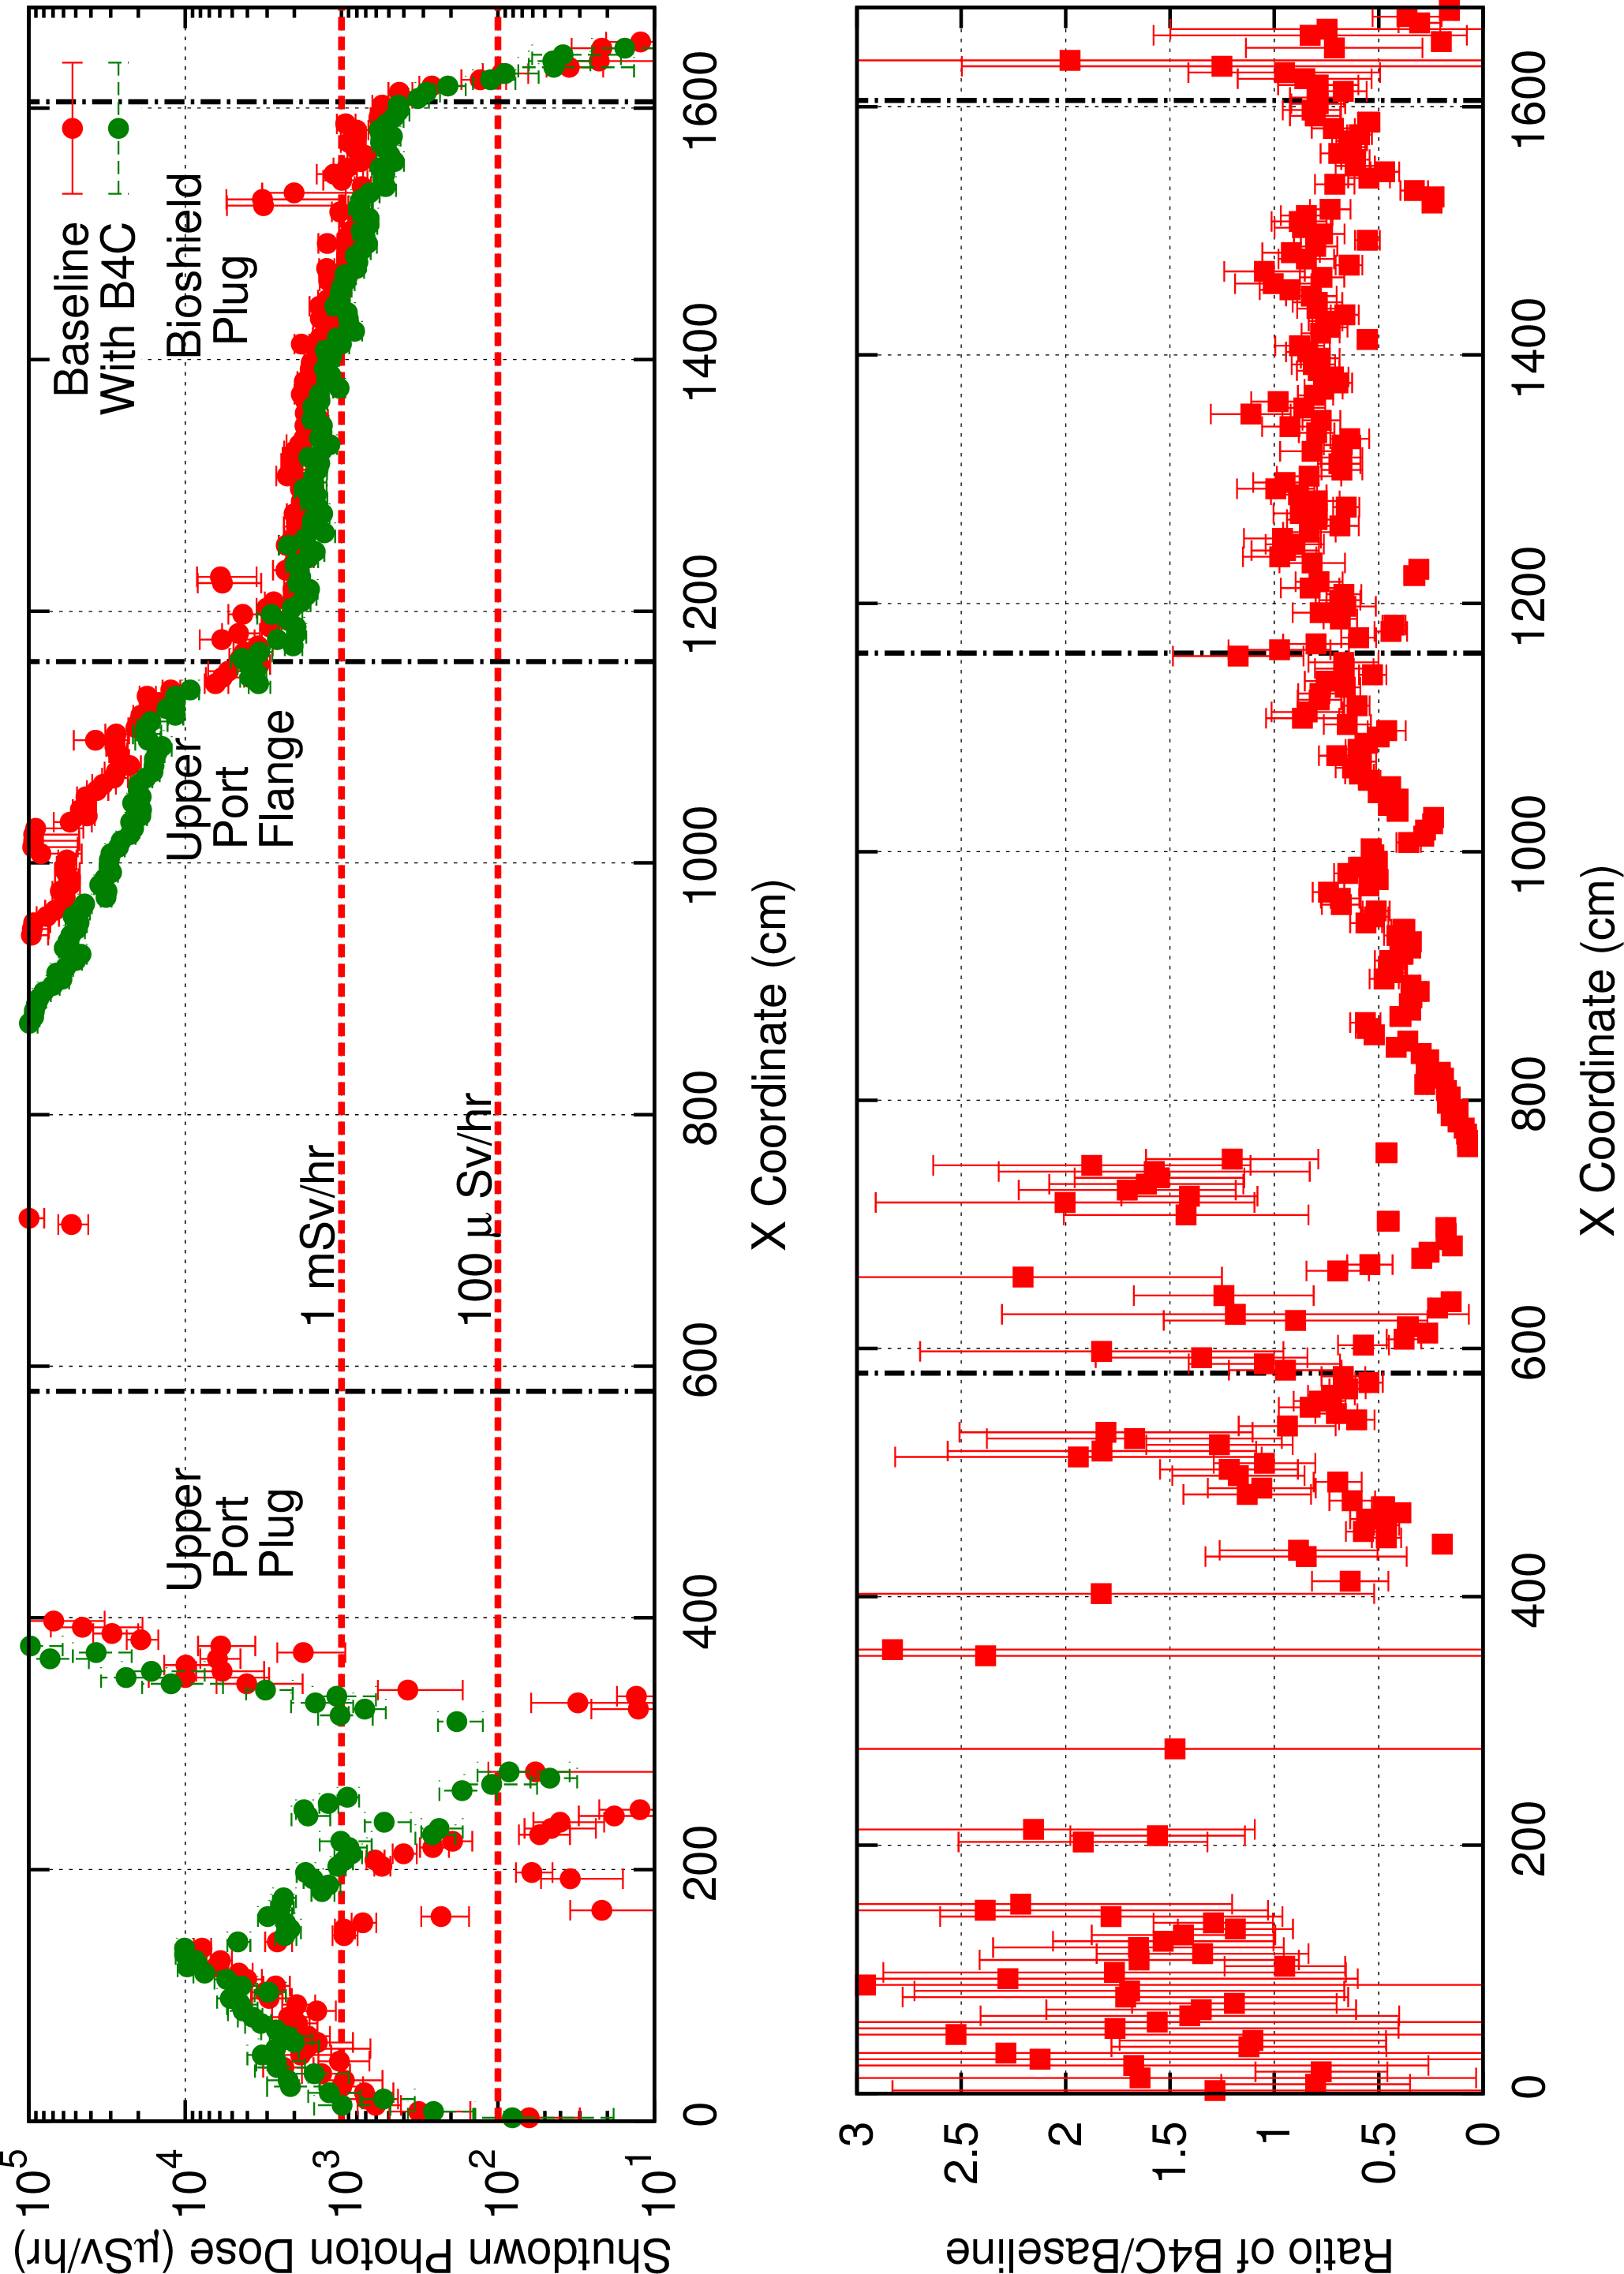 Shutdown Photon Dose (μSv/hr)
10^5
10^4
10^3
10^2
10^1
Baseline
With B4C
Upper
Port
Plug
Upper
Port
Flange
Bioshield
Plug
1 mSv/hr
100 μ Sv/hr
0 200 400 600 800 1000 1200 1400 1600
X Coordinate (cm)
Ratio of B4C/Baseline
3
2.5
2
1.5
1
0.5
0
0 200 400 600 800 1000 1200 1400 1600
X Coordinate (cm)